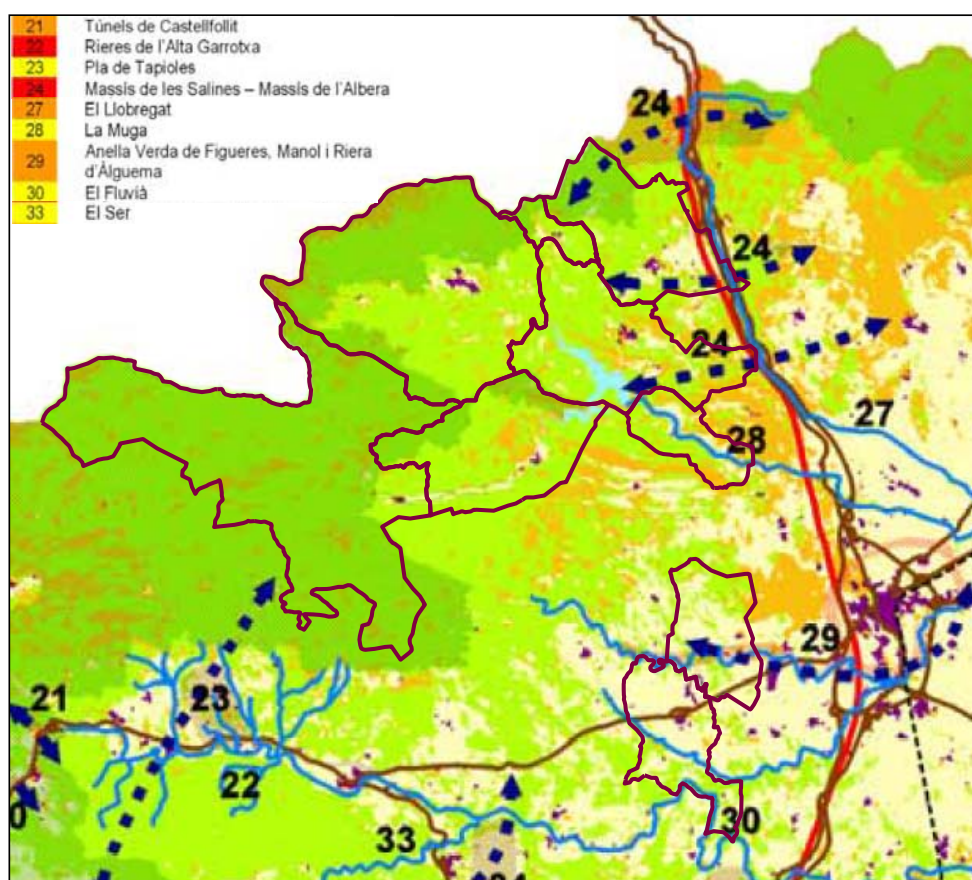 21 Túnels de Castellfollit
22 Rieres de l'Alta Garrotxa
23 Pla de Tapioles
24 Massís de les Salines – Massís de l'Albera
27 El Llobregat
28 La Muga
29 Anella Verda de Figueres, Manol i Riera
d'Àlguema
30 El Fluvià
33 El Ser
24
24
24
27
28
29
21
23
22
33
30